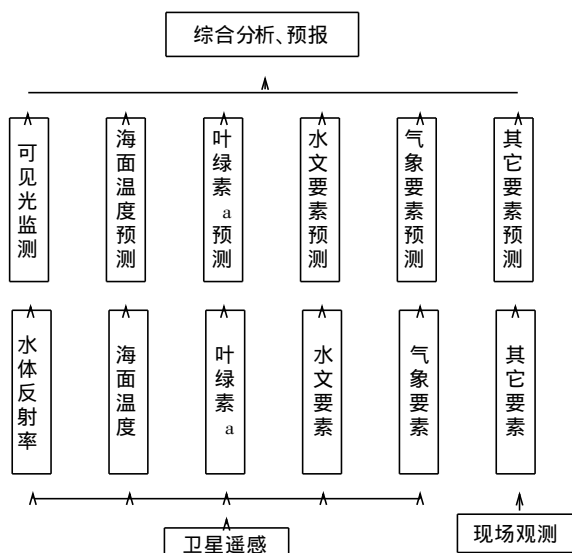 综合分析、预报
可见光监测
海面温度预测
叶绿素a预测
水文要素预测
气象要素预测
其它要素预测
水体反射率
海面温度
叶绿素a
水文要素
气象要素
其它要素
卫星遥感
现场观测